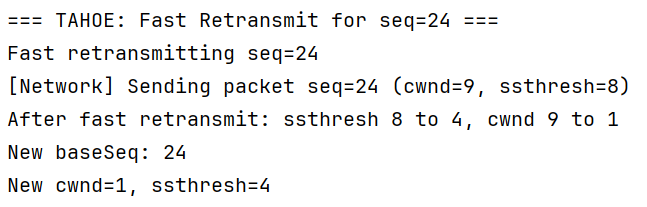 === TAHOE: Fast Retransmit for seq=24 ===
Fast retransmitting seq=24
[Network] Sending packet seq=24 (cwnd=9, ssthresh=8)
After fast retransmit: ssthresh 8 to 4, cwnd 9 to 1
New baseSeq: 24
New cwnd=1, ssthresh=4